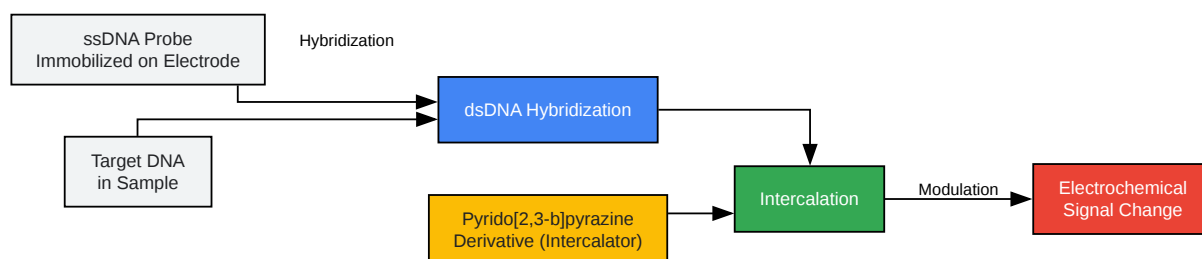 ssDNA Probe
Immobilized on Electrode
Hybridization
Target DNA
in Sample
dsDNA Hybridization
Pyrido[2,3-b]pyrazine
Derivative (Intercalator)
Intercalation
Modulation
Electrochemical
Signal Change